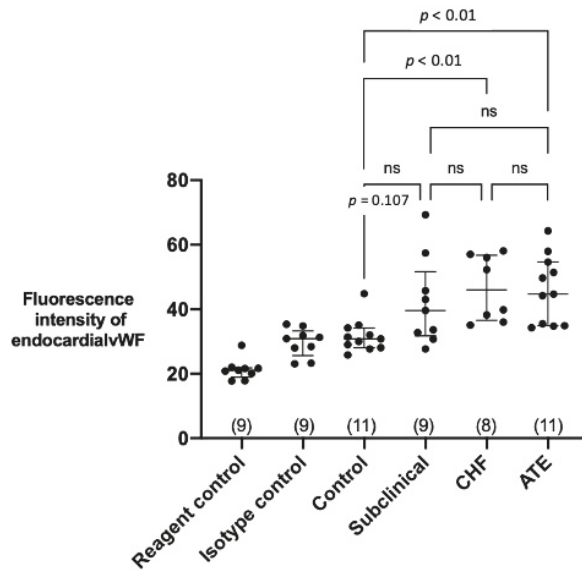 p < 0.01
p < 0.01
ns
ns
ns
ns
p = 0.107
80
60
40
20
0
Fluorescence
intensity of
endocardialvWF
(9)
(9)
(11)
(9)
(8)
(11)
Reagent control
Isotype control
Control
Subclinical
CHF
ATE